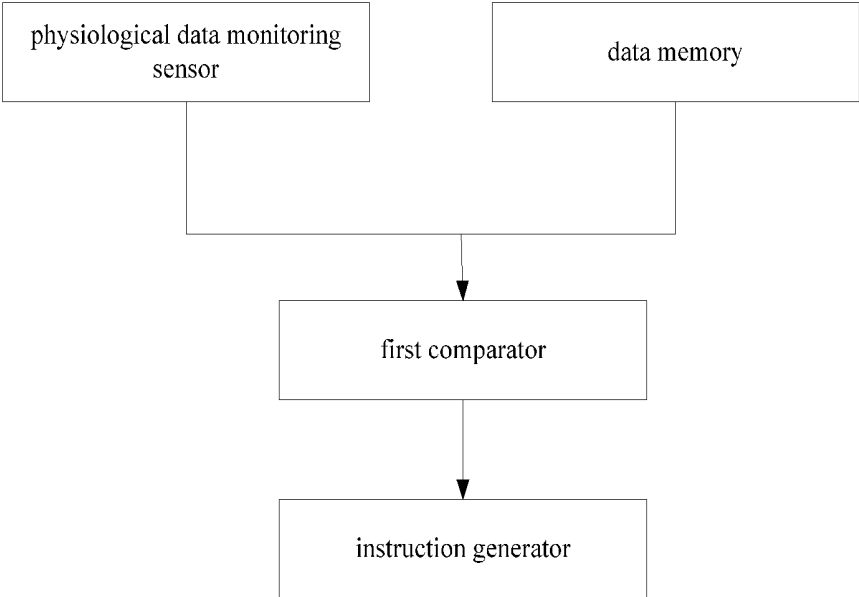 physiological data monitoring
sensor
data memory
first comparator
instruction generator